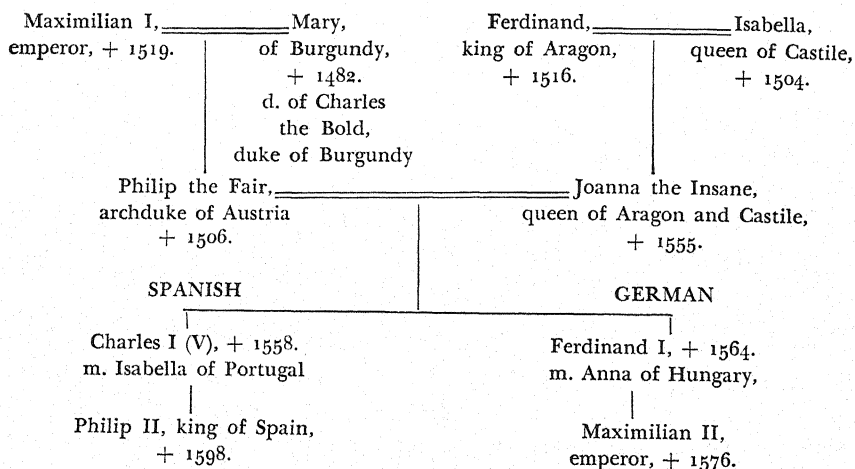 Maximilian I,
emperor, + 1519.
Mary,
of Burgundy,
+ 1482.
d. of Charles
the Bold,
duke of Burgundy
Ferdinand,
king of Aragon,
+ 1516.
Isabella,
queen of Castile,
+ 1504.
Philip the Fair,
archduke of Austria
+ 1506.
Joanna the Insane,
queen of Aragon and Castile,
+ 1555.
SPANISH
GERMAN
Charles I (V), + 1558.
m. Isabella of Portugal
Ferdinand I, + 1564.
m. Anna of Hungary,
Philip II, king of Spain,
+ 1598.
Maximilian II,
emperor, + 1576.